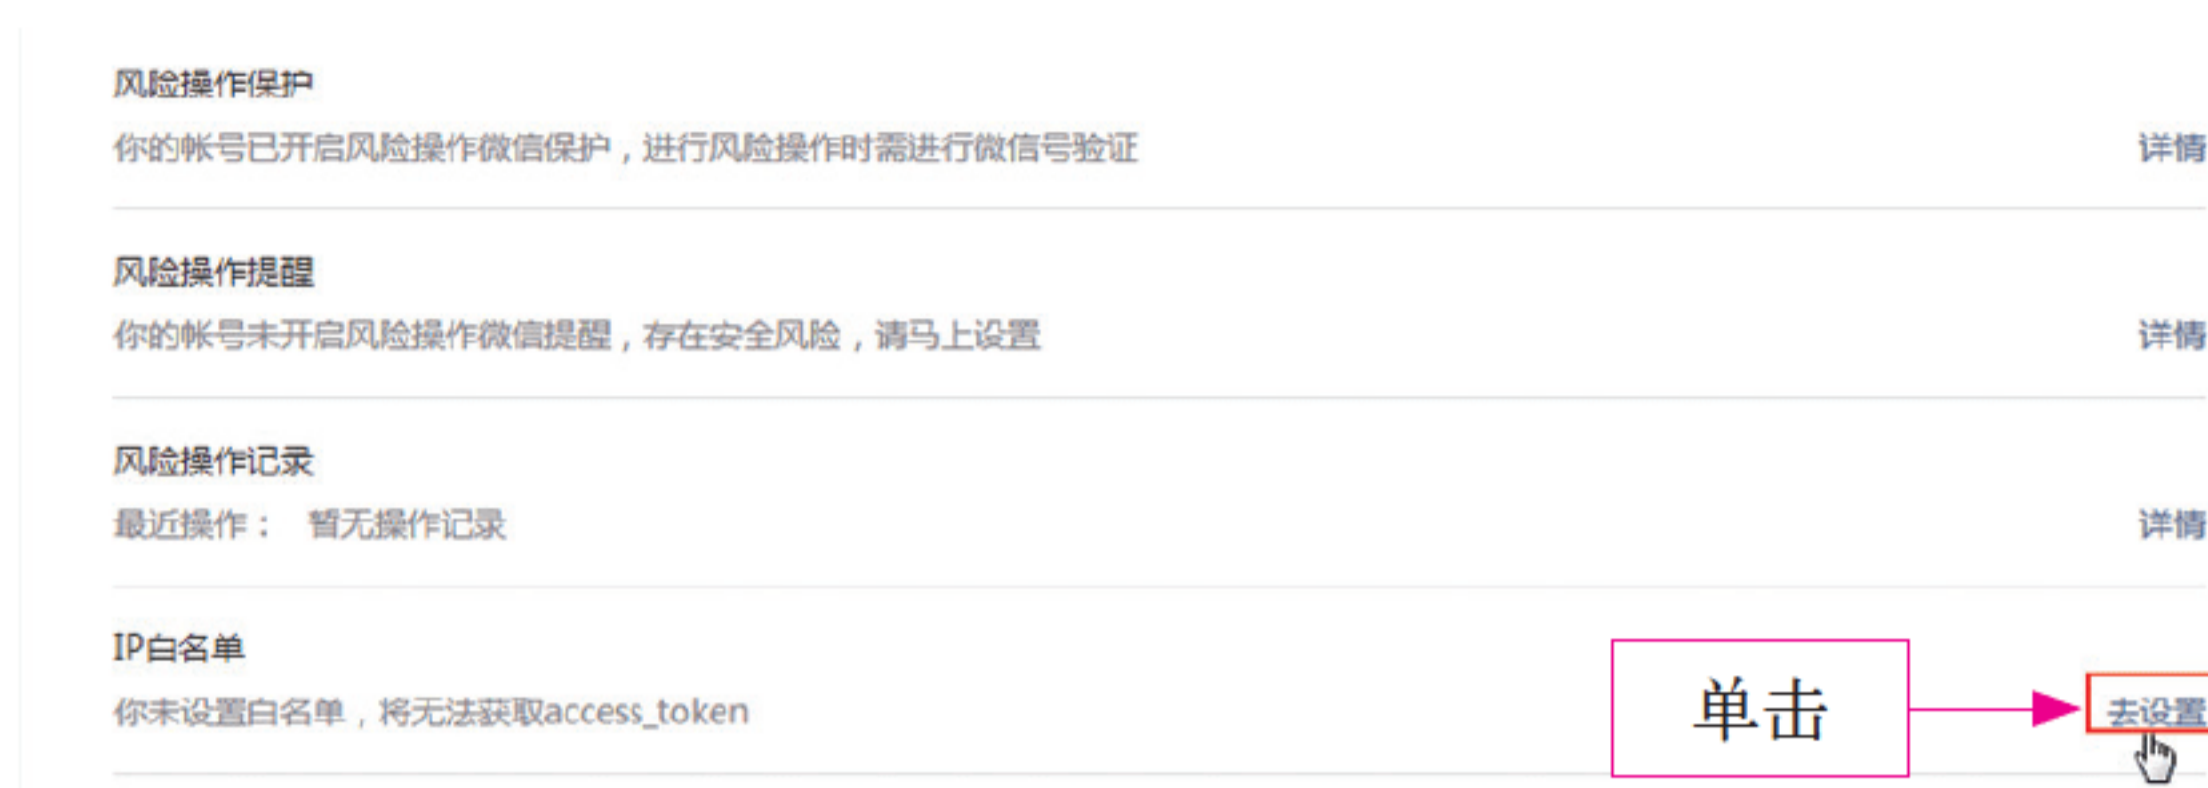 风险操作保护
你的帐号已开启风险操作微信保护，进行风险操作时需进行微信号验证 详情
风险操作提醒
你的帐号未开启风险操作微信提醒，存在安全风险，请马上设置 详情
风险操作记录
最近操作： 暂无操作记录 详情
IP白名单
你未设置白名单，将无法获取access_token 单击 去设置